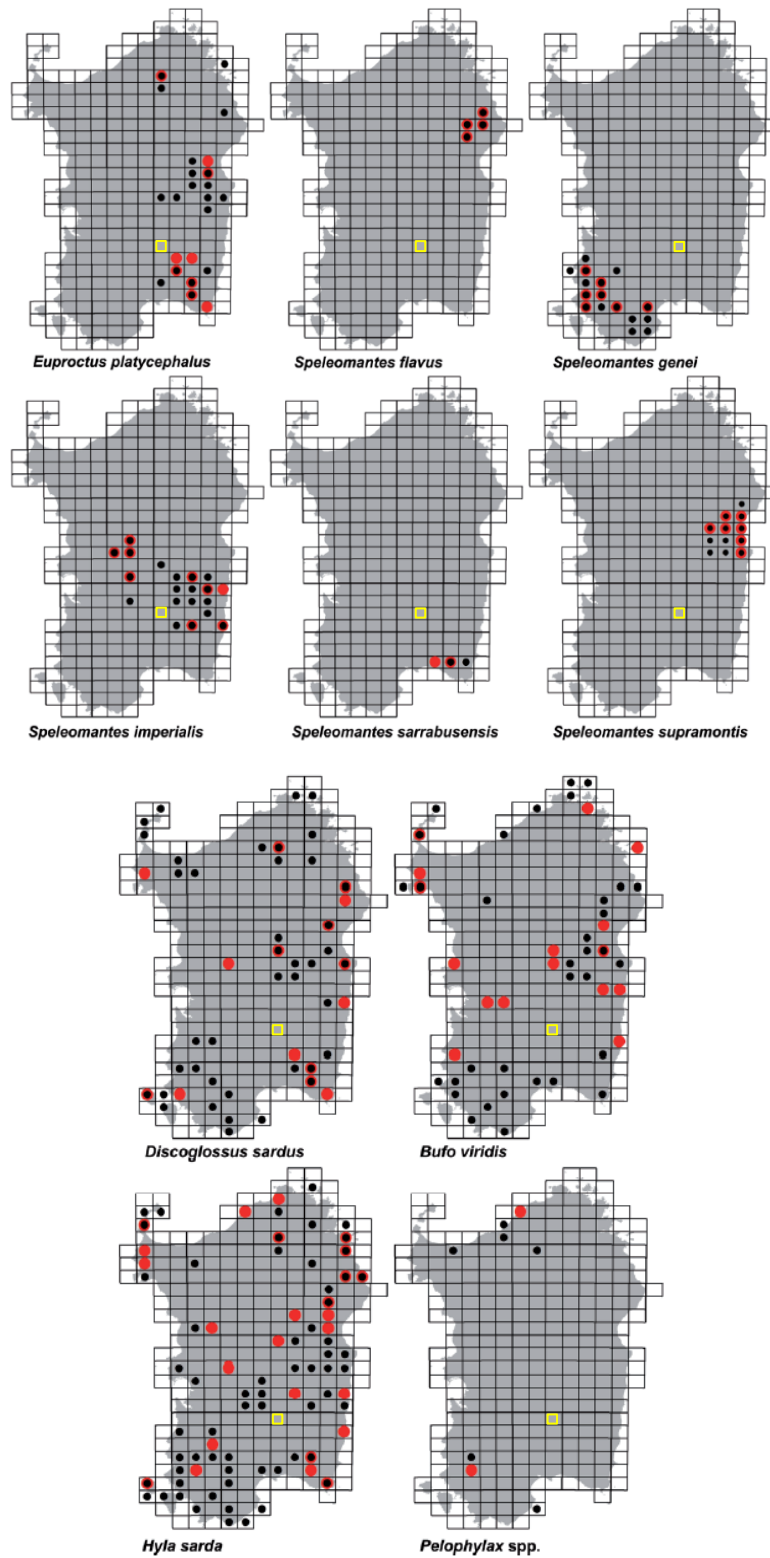 Euproctus platycephalus
Speleomantes flavus
Speleomantes genei
Speleomantes imperialis
Speleomantes sarrabusensis
Speleomantes supramontis
Discoglossus sardus
Bufo viridis
Hyla sarda
Pelophylax spp.